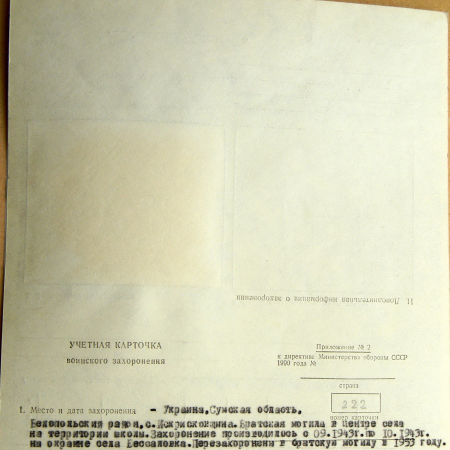 11. Дополнительная информация о захоронении
УЧЕТНАЯ КАРТОЧКА
воинского захоронения
Приложение № 2
к директиве Министерства обороны СССР
1990 года №
страна
222
номер карточки
1. Место и дата захоронения - Украина, Сумская область,
Белопольский район, с. Искрисковщина. Братская могила в центре села
на территории школы. Захоронение производилось с 09.1943г. по 10.1943г.
на окраине села Бессаловка. Перезахоронены в братскую могилу в 1953 году.